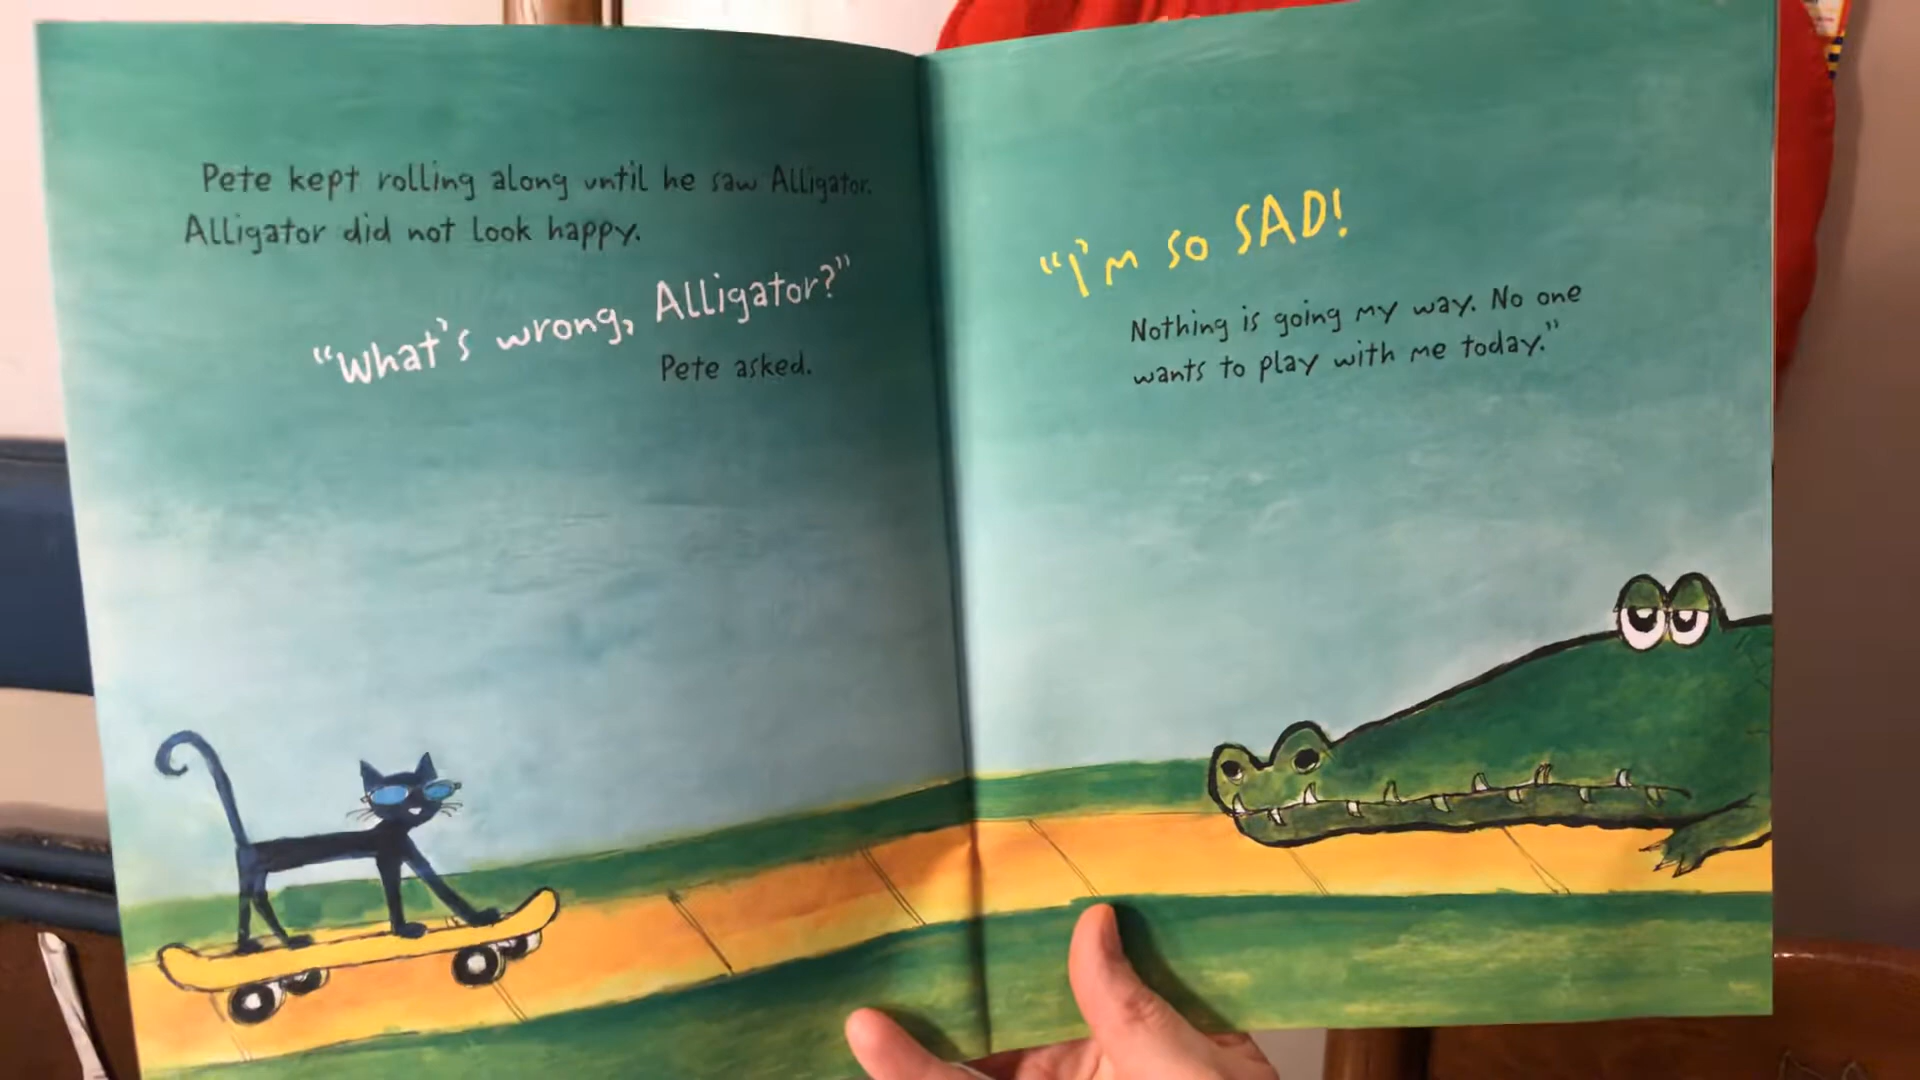 Pete kept rolling along until he saw Alligator.
Alligator did not look happy.
“What's wrong, Alligator?”
Pete asked.
“I'm so SAD!
Nothing is going my way. No one
wants to play with me today.”